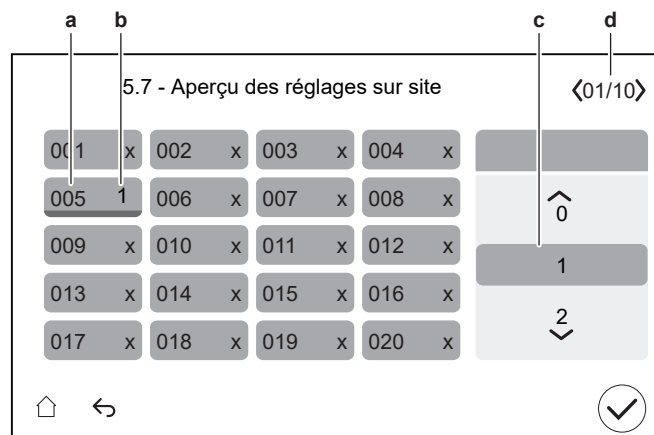 a b c d
5.7 - Aperçu des réglages sur site 01/10
001 x 002 x 003 x 004 x
005 1 006 x 007 x 008 x 0
009 x 010 x 011 x 012 x 1
013 x 014 x 015 x 016 x 2
017 x 018 x 019 x 020 x